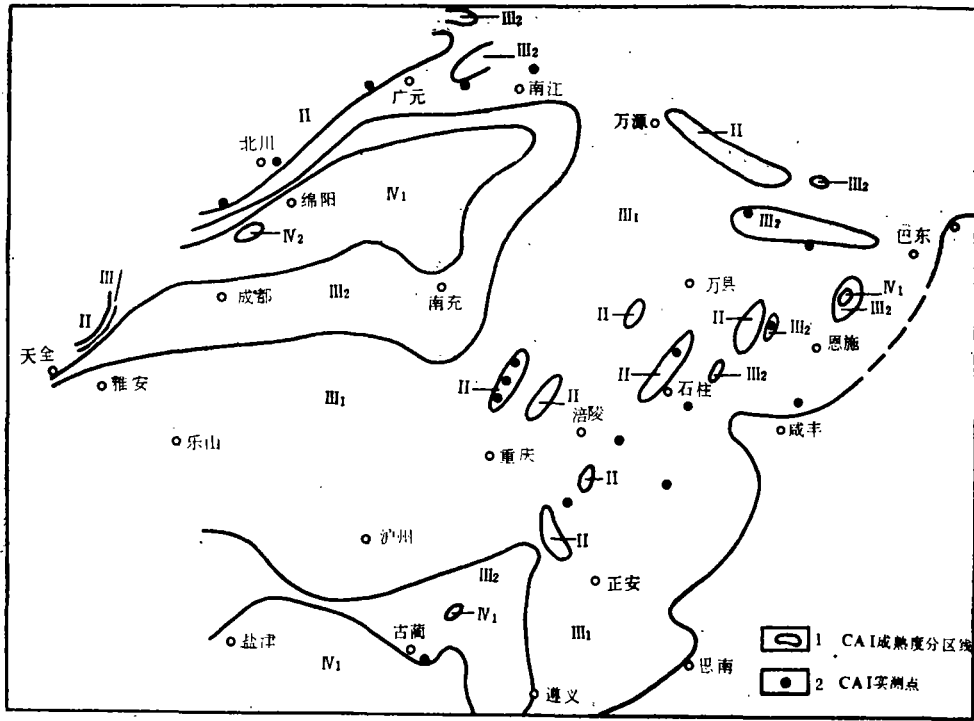 III₂
III₂
广元
南江
II
万源
II
北川
绵阳
IV₁
III₂
III₁
III₂
巴东
IV₂
III
成都
III₂
南充
万具
IV₁
II
II
II
III₂
III₂
恩施
天全
雅安
II
II
II
III₂
石柱
III₁
涪陵
咸丰
乐山
重庆
II
泸州
II
III₂
正安
IV₁
盐津
古蔺
III₁
IV₁
巴南
遵义
1 CAI成熟度分区线
2 CAI实测点